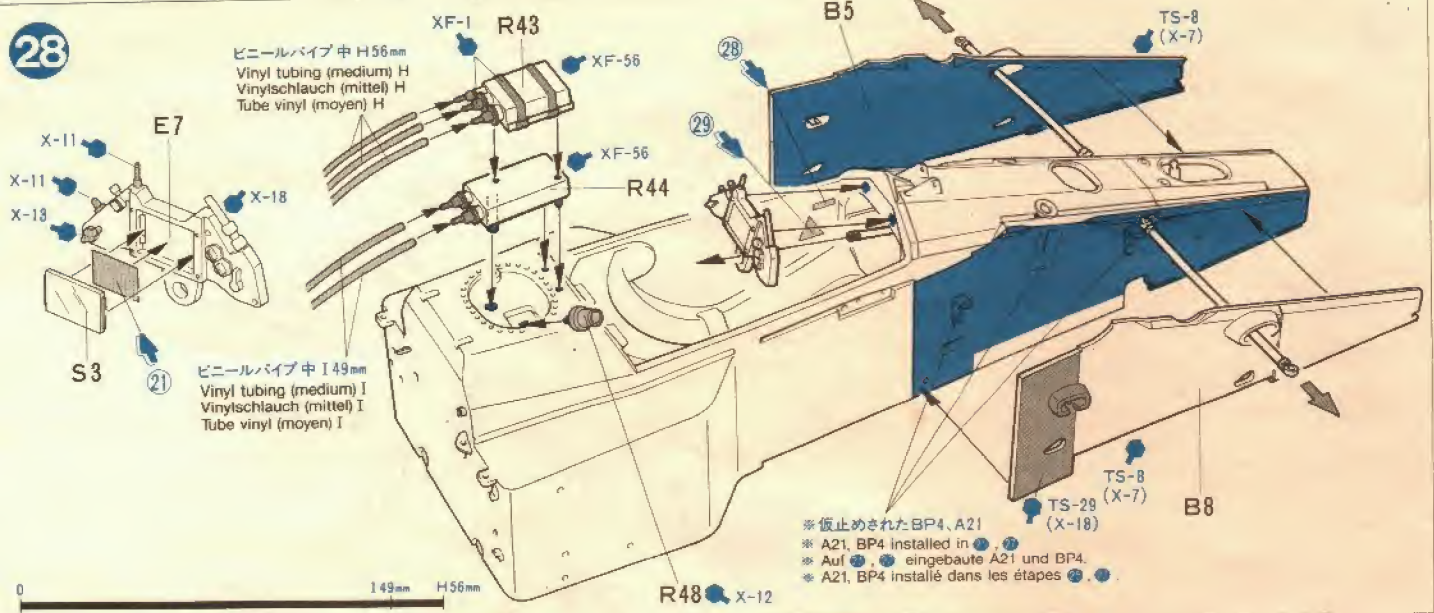 28
XF-1
R43
B5
TS-8
(X-7)
ビニールパイプ 中 H56mm
Vinyl tubing (medium) H
Vinylschlauch (mittel) H
Tube vinyl (moyen) H
XF-56
28
E7
X-11
X-11
X-18
X-18
29
XF-56
R44
S3
21
ビニールパイプ 中 I49mm
Vinyl tubing (medium) I
Vinylschlauch (mittel) I
Tube vinyl (moyen) I
TS-8
(X-7)
TS-29
(X-18)
B8
※仮止めされたBP4、A21
※ A21, BP4 installed in
※ Auf eingebaute A21 und BP4.
※ A21, BP4 installé dans les étapes
R48 X-12
0 I49mm H56mm